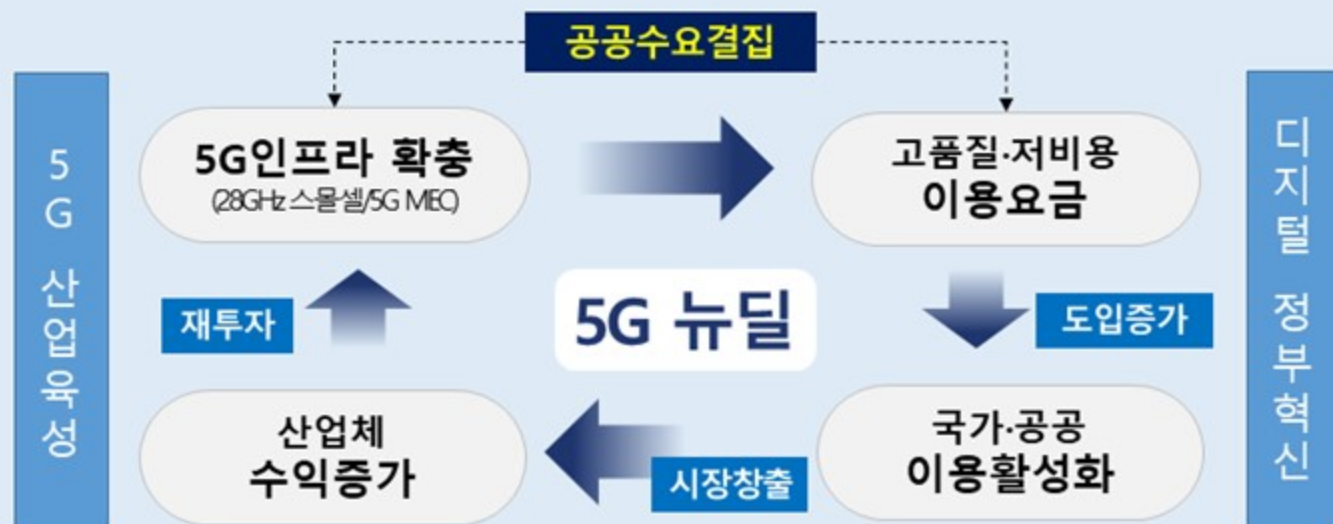 공공수요결집
5G 산업육성
5G인프라 확충
(28GHz 스몰셀/5G MEC)
고품질·저비용
이용요금
디지털 정부혁신
재투자
5G 뉴딜
도입증가
산업체
수익증가
시장창출
국가·공공
이용활성화